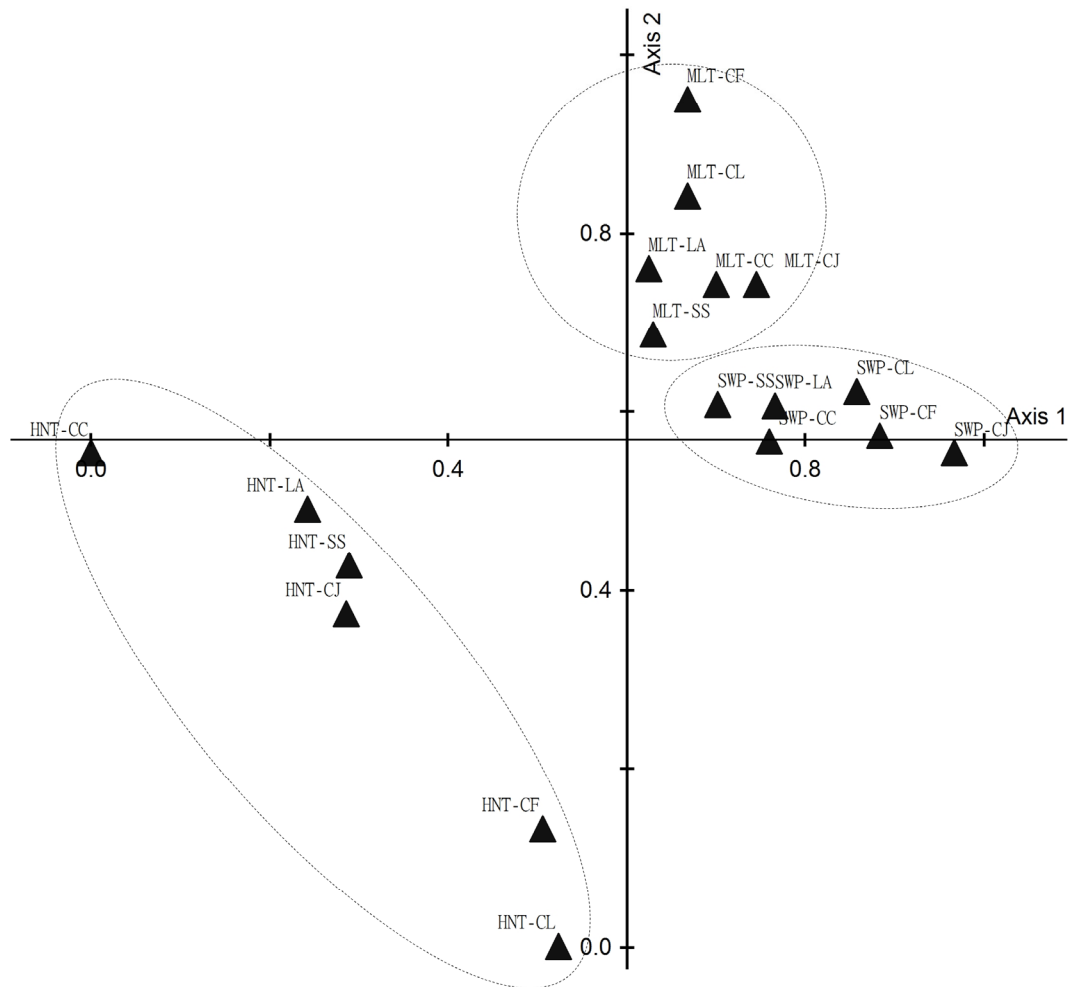 Axis 2
MLT-CF
MLT-CL
0.8
MLT-LA
MLT-CC
MLT-CJ
MLT-SS
SWP-CL
SWP-SS
SWP-LA
SWP-CC
SWP-CF
Axis 1
SWP-CJ
HNT-CC
0.0
0.4
0.8
HNT-LA
HNT-SS
HNT-CJ
0.4
HNT-CF
HNT-CL
0.0